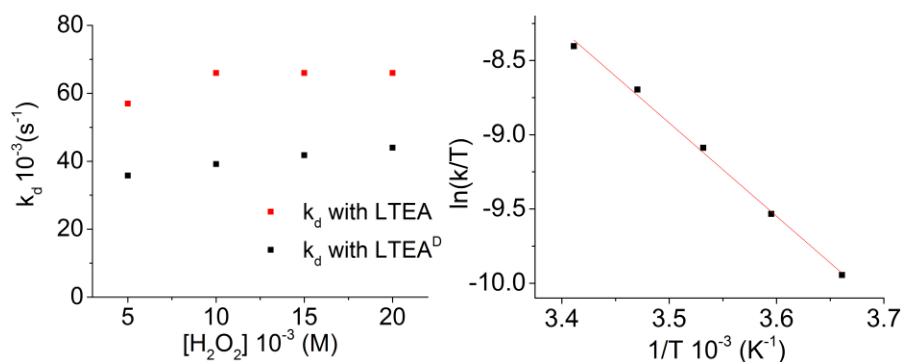 80
60
40
20
0
k_d 10^-3 (s^-1)
k_d with LTEA
k_d with LTEA^D
5 10 15 20
[H_2O_2] 10^-3 (M)
-8.5
-9.0
-9.5
-10.0
ln(k/T)
3.4 3.5 3.6 3.7
1/T 10^-3 (K^-1)